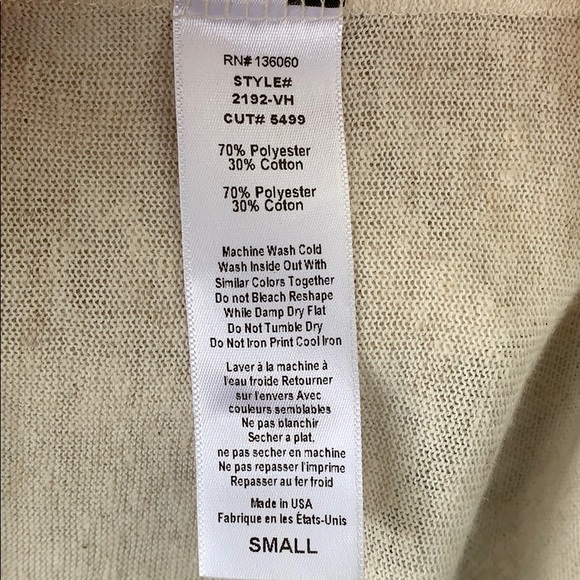 RN# 136060
STYLE#
2192-VH
CUT# 5499
70% Polyester
30% Cotton
70% Polyester
30% Coton
Machine Wash Cold
Wash Inside Out With
Similar Colors Together
Do not Bleach Reshape
While Damp Dry Flat
Do Not Tumble Dry
Do Not Iron Print Cool Iron
Laver à la machine à
l'eau froide Retourner
sur l'envers Avec
couleurs semblables
Ne pas blanchir
Secher a plat.
ne pas secher en machine
Ne pas repasser l'imprime
Repasser au fer froid
Made in USA
Fabrique en les États-Unis
SMALL